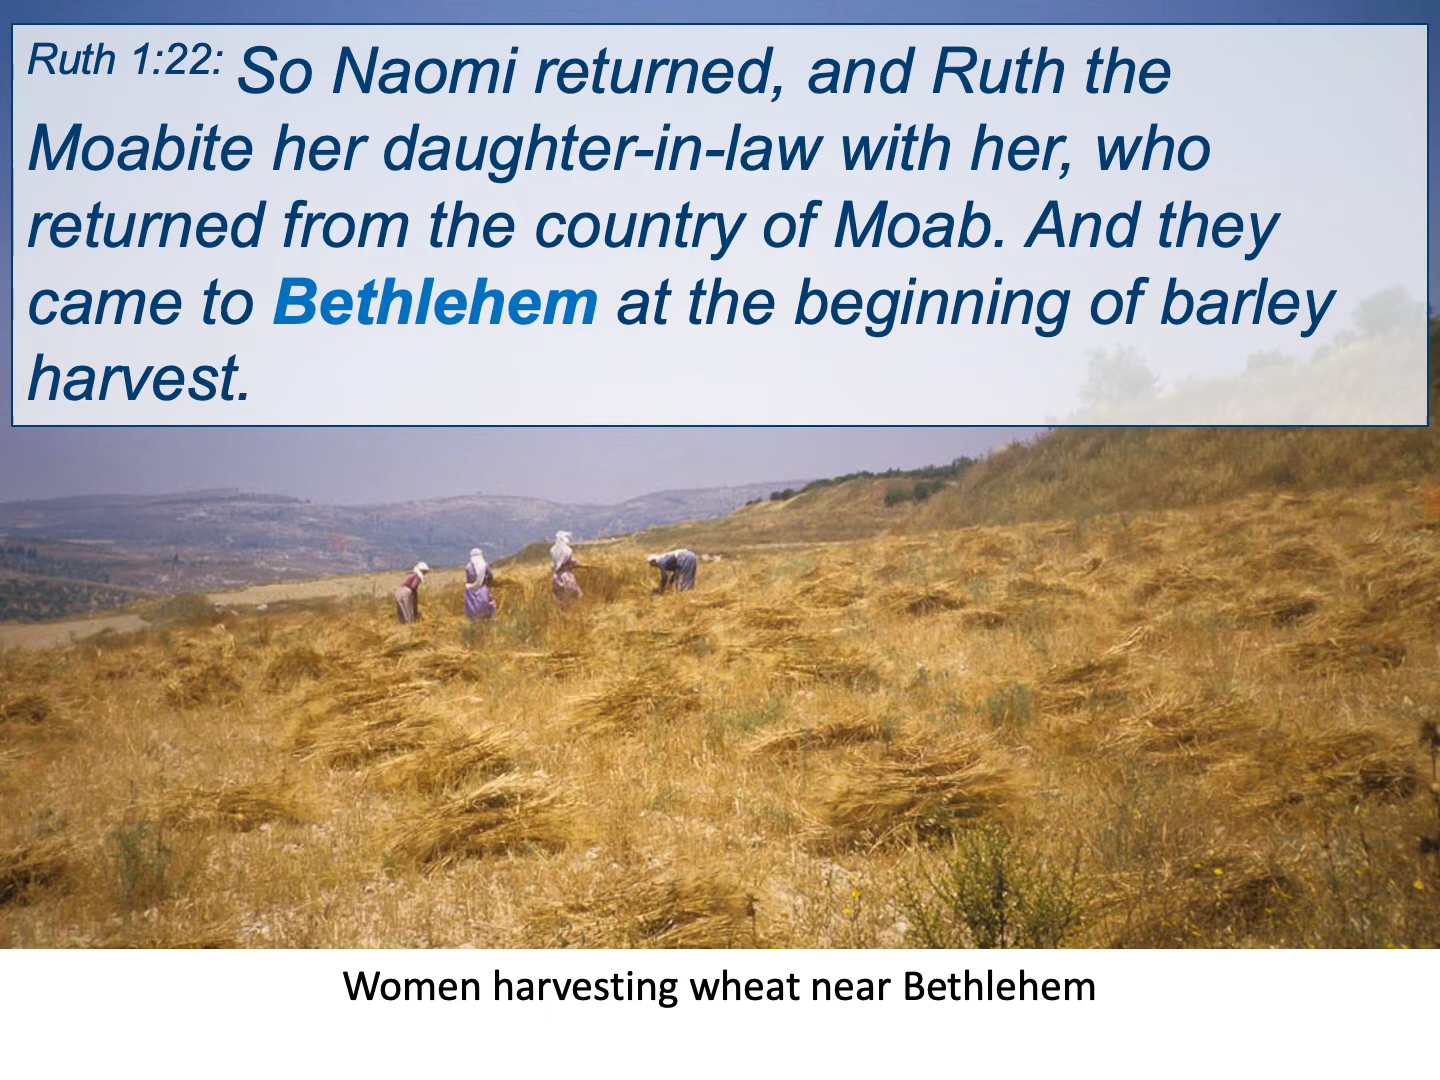 Ruth 1:22: So Naomi returned, and Ruth the
Moabite her daughter-in-law with her, who
returned from the country of Moab. And they
came to Bethlehem at the beginning of barley
harvest.
Women harvesting wheat near Bethlehem